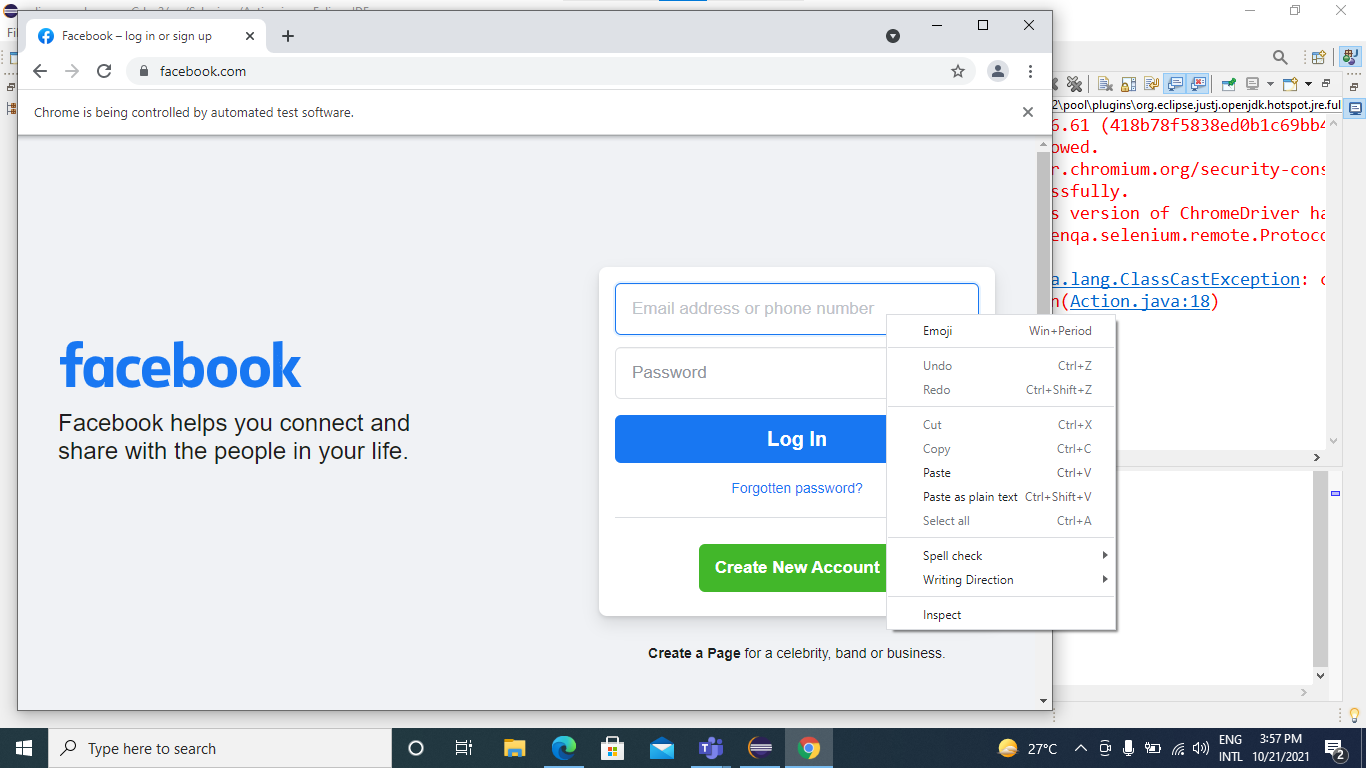 Facebook – log in or sign up
facebook.com
Chrome is being controlled by automated test software.
facebook
Facebook helps you connect and
share with the people in your life.
Email address or phone number
Password
Log In
Forgotten password?
Create New Account
Create a Page for a celebrity, band or business.
Emoji Win+Period
Undo Ctrl+Z
Redo Ctrl+Shift+Z
Cut Ctrl+X
Copy Ctrl+C
Paste Ctrl+V
Paste as plain text Ctrl+Shift+V
Select all Ctrl+A
Spell check
Writing Direction
Inspect
2\pool\plugins\org.eclipse.justj.openjdk.hotspot.jre.ful
6.61 (418b78f5838ed0b1c69bb4
owed.
r.chromium.org/security-cons
ssfully.
s version of ChromeDriver ha
enqa.selenium.remote.Protoco
a.lang.ClassCastException: c
n(Action.java:18)
Type here to search
27°C
ENG
INTL
3:57 PM
10/21/2021
2